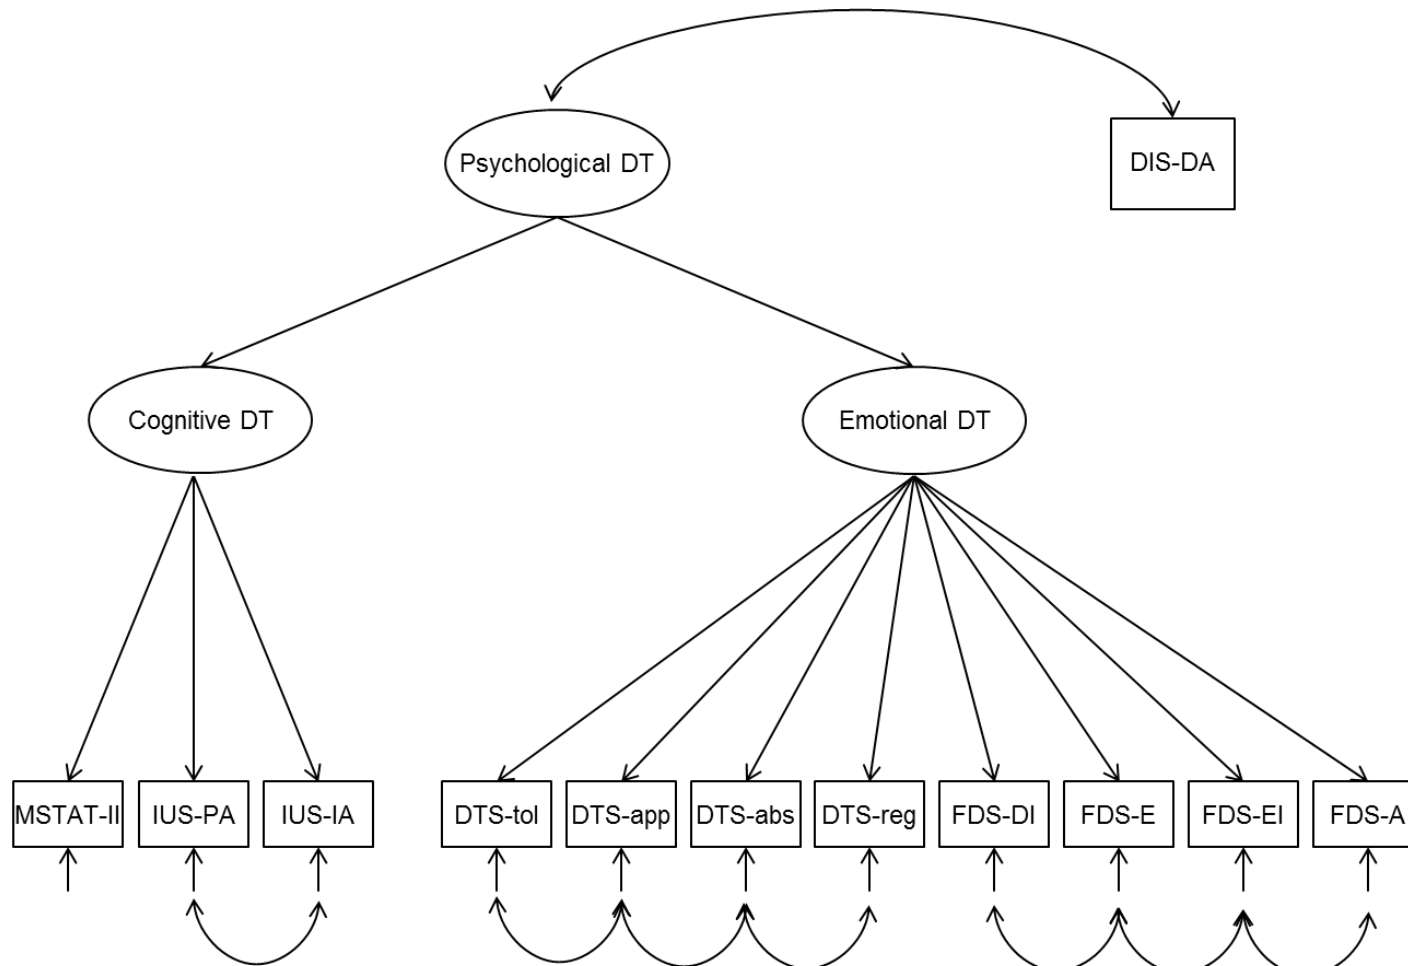 Psychological DT
DIS-DA
Cognitive DT
Emotional DT
MSTAT-II
IUS-PA
IUS-IA
DTS-tol
DTS-app
DTS-abs
DTS-reg
FDS-DI
FDS-E
FDS-EI
FDS-A